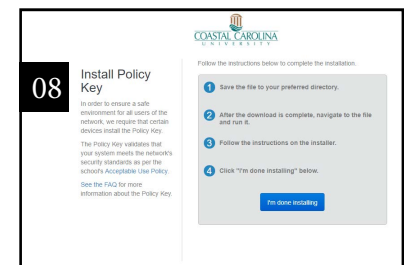 COASTAL CAROLINA
UNIVERSITY
08
Install Policy
Key
In order to ensure a safe
environment for all users of the
network, we require that certain
devices install the Policy Key.
The Policy Key validates that
your system meets the network's
security standards as per the
school's Acceptable Use Policy.
See the FAQ for more
information about the Policy Key
Follow the instructions below to complete the installation.
1 Save the file to your preferred directory.
2 After the download is complete, navigate to the file
and run it.
3 Follow the instructions on the installer.
4 Click "I'm done installing" below.
I'm done installing